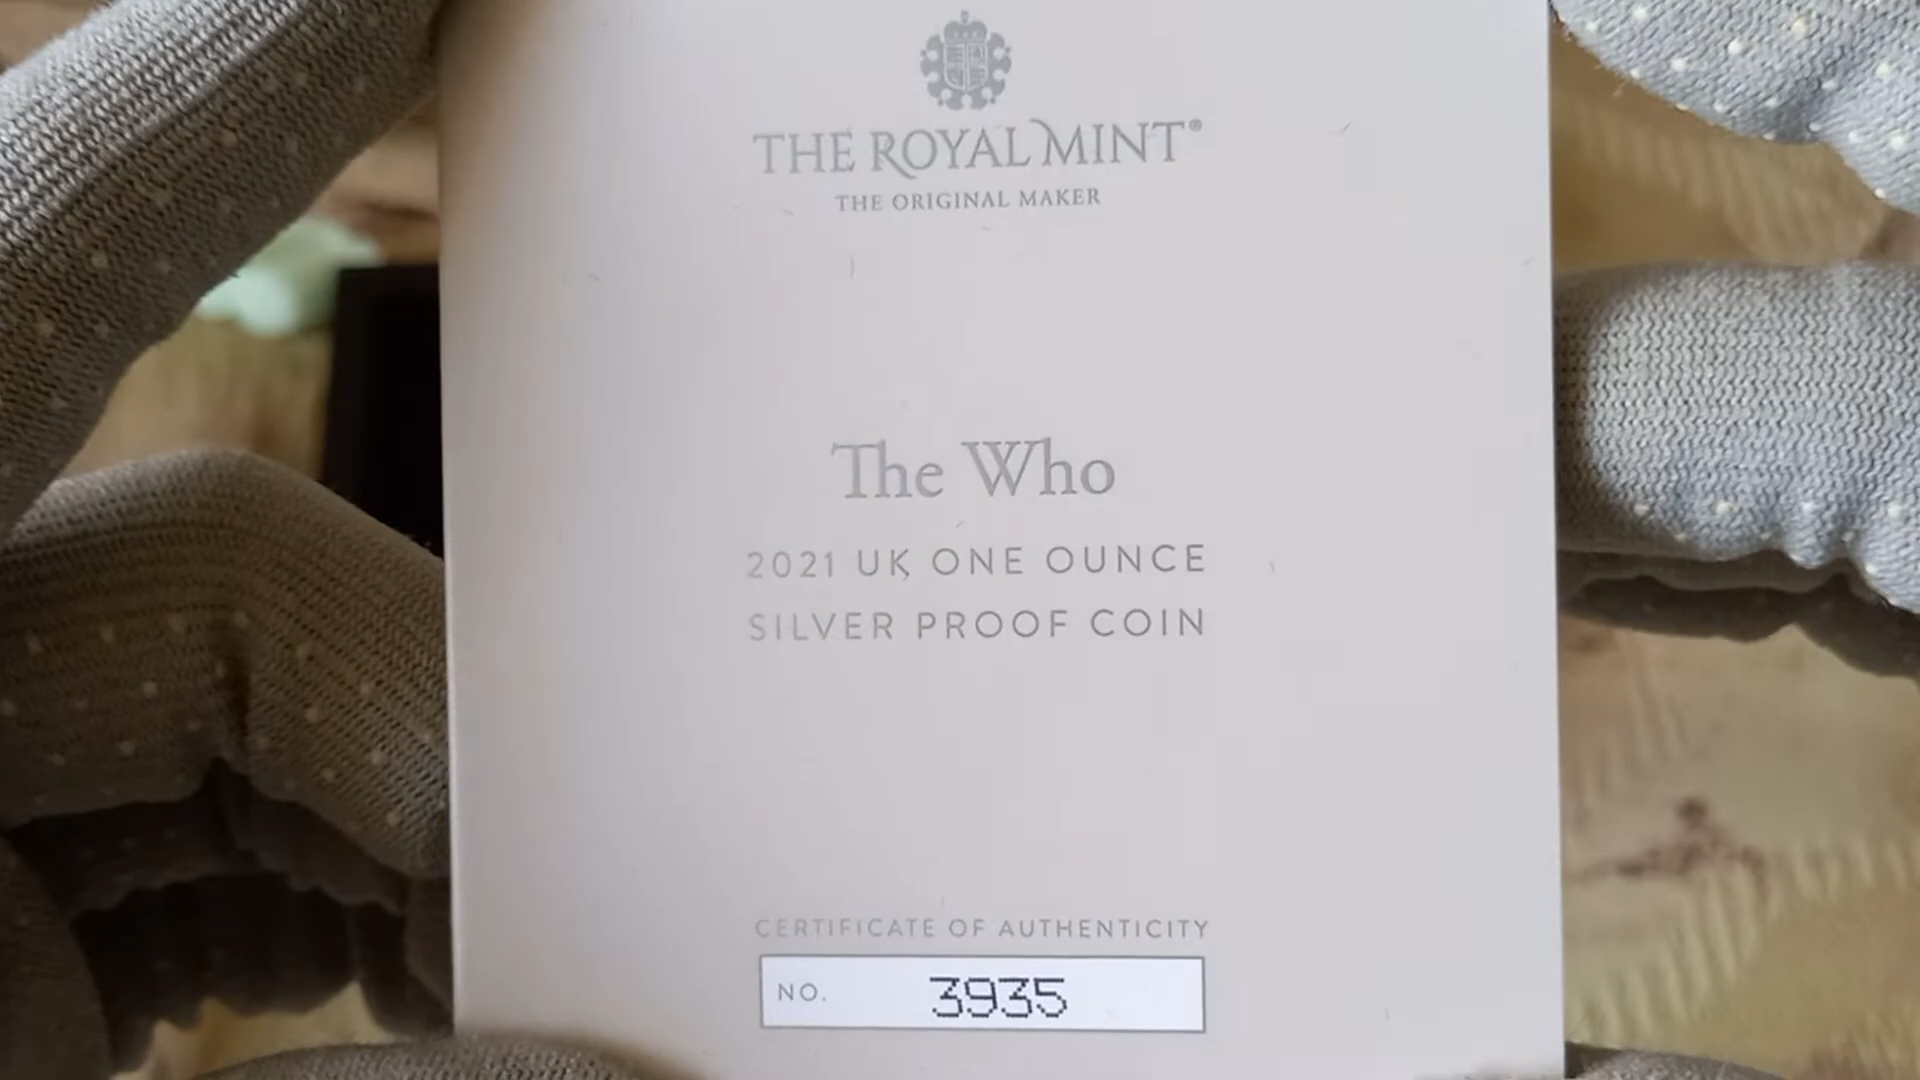 THE ROYAL MINT®
THE ORIGINAL MAKER
The Who
2021 UK ONE OUNCE
SILVER PROOF COIN
CERTIFICATE OF AUTHENTICITY
NO. 3935